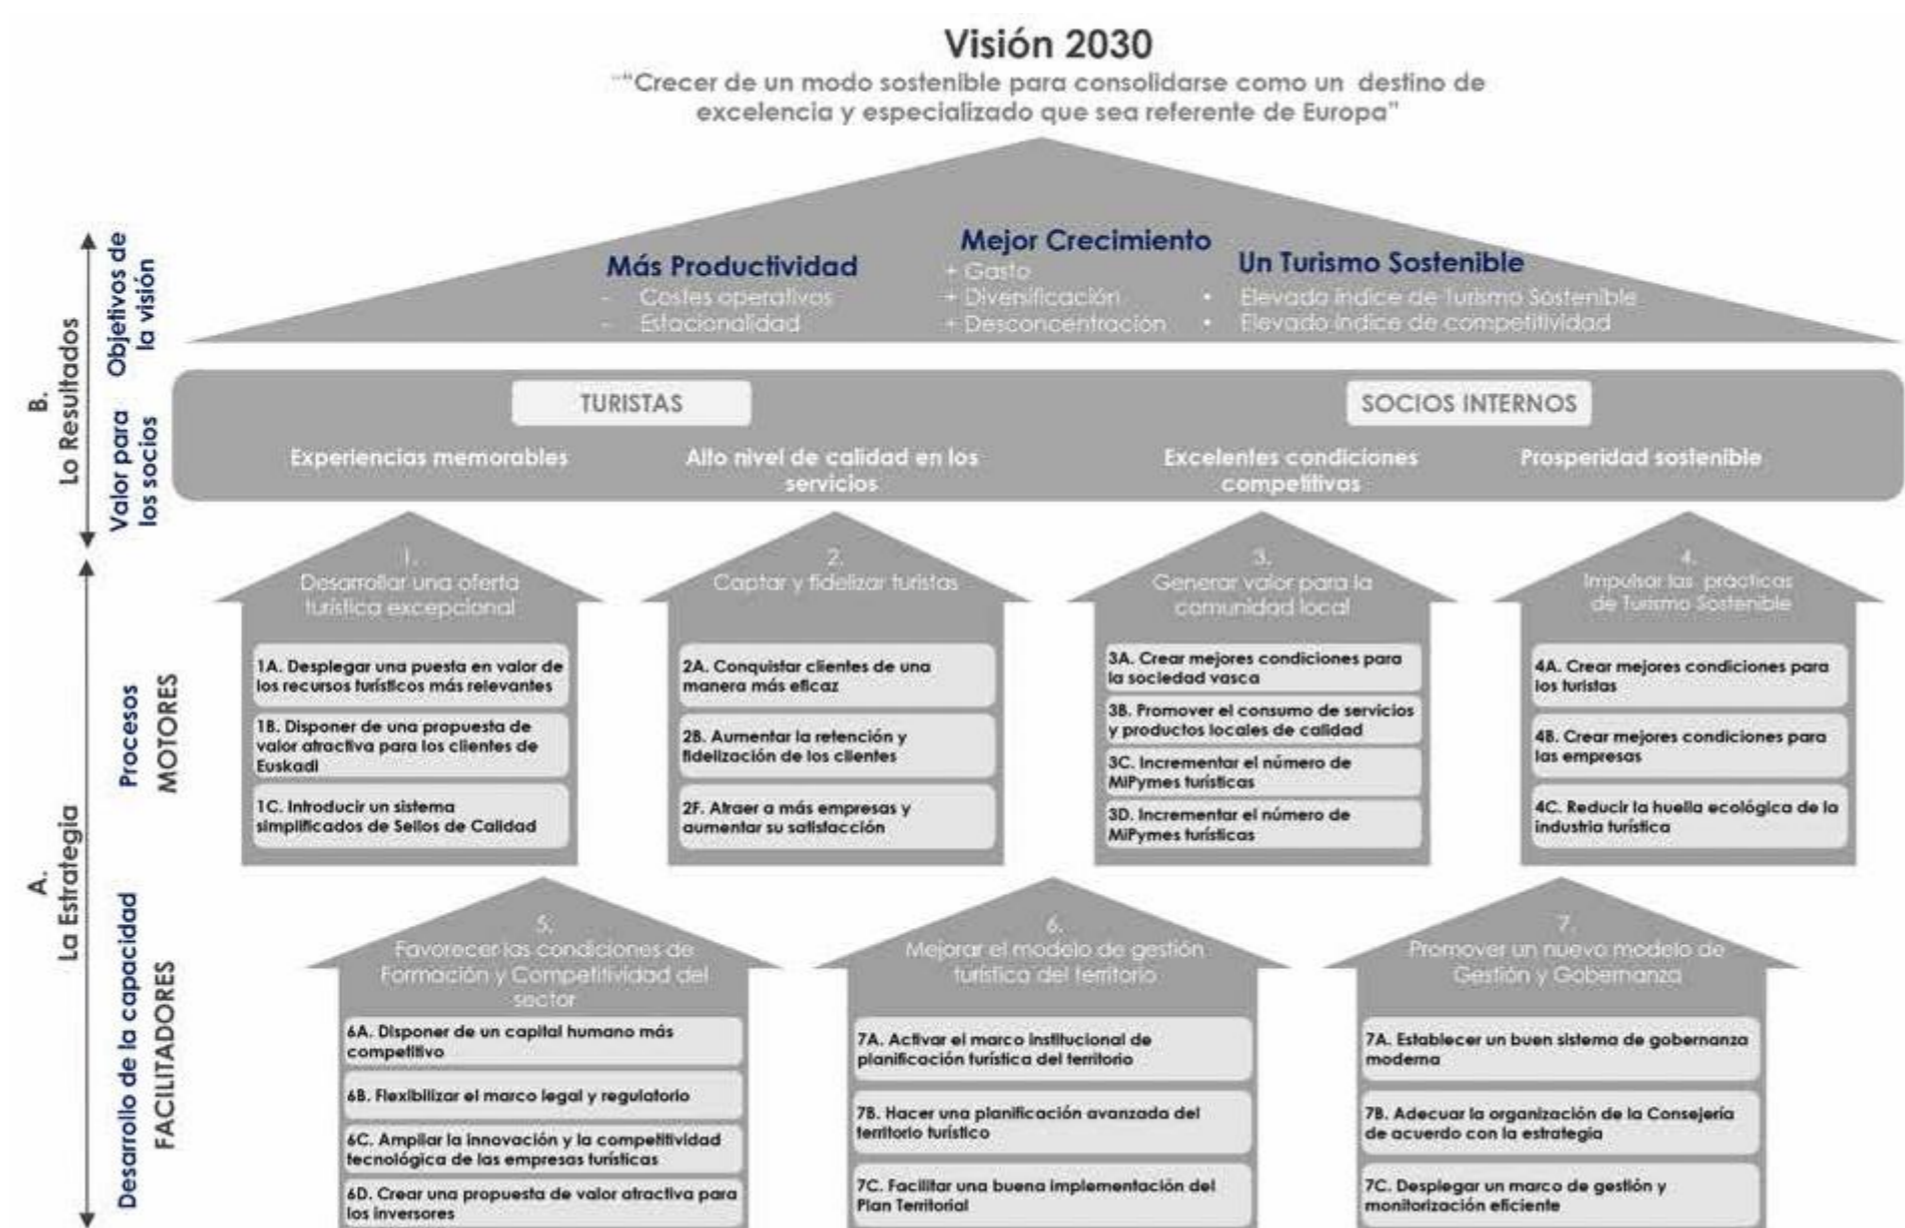 Visión 2030
““Crecer de un modo sostenible para consolidarse como un destino de
excelencia y especializado que sea referente de Europa”
B.
Lo Resultados
Objetivos de
la visión
Más Productividad
- Costes operativos
- Estacionalidad
Mejor Crecimiento
+ Gasto
+ Diversificación
+ Desconcentración
Un Turismo Sostenible
• Elevado índice de Turismo Sostenible
• Elevado índice de competitividad
Valor para
los socios
TURISTAS
Experiencias memorables
Alto nivel de calidad en los
servicios
SOCIOS INTERNOS
Excelentes condiciones
competitivas
Prosperidad sostenible
A.
La Estrategia
Procesos
MOTORES
1.
Desarrollar una oferta
turística excepcional
1A. Desplegar una puesta en valor de
los recursos turísticos más relevantes
1B. Disponer de una propuesta de
valor atractiva para los clientes de
Euskadi
1C. Introducir un sistema
simplificados de Sellos de Calidad
2.
Captar y fidelizar turistas
2A. Conquistar clientes de una
manera más eficaz
2B. Aumentar la retención y
fidelización de los clientes
2F. Atraer a más empresas y
aumentar su satisfacción
3.
Generar valor para la
comunidad local
3A. Crear mejores condiciones para
la sociedad vasca
3B. Promover el consumo de servicios
y productos locales de calidad
3C. Incrementar el número de
MiPymes turísticas
3D. Incrementar el número de
MiPymes turísticas
4.
Impulsar las prácticas
de Turismo Sostenible
4A. Crear mejores condiciones para
los turistas
4B. Crear mejores condiciones para
las empresas
4C. Reducir la huella ecológica de la
industria turística
Desarrollo de la capacidad
FACILITADORES
5.
Favorecer las condiciones de
Formación y Competitividad del
sector
6A. Disponer de un capital humano más
competitivo
6B. Flexibilizar el marco legal y regulatorio
6C. Ampliar la innovación y la competitividad
tecnológica de las empresas turísticas
6D. Crear una propuesta de valor atractiva para
los inversores
6.
Mejorar el modelo de gestión
turística del territorio
7A. Activar el marco institucional de
planificación turística del territorio
7B. Hacer una planificación avanzada del
territorio turístico
7C. Facilitar una buena implementación del
Plan Territorial
7.
Promover un nuevo modelo de
Gestión y Gobernanza
7A. Establecer un buen sistema de gobernanza
moderna
7B. Adecuar la organización de la Consejería
de acuerdo con la estrategia
7C. Desplegar un marco de gestión y
monitorización eficiente